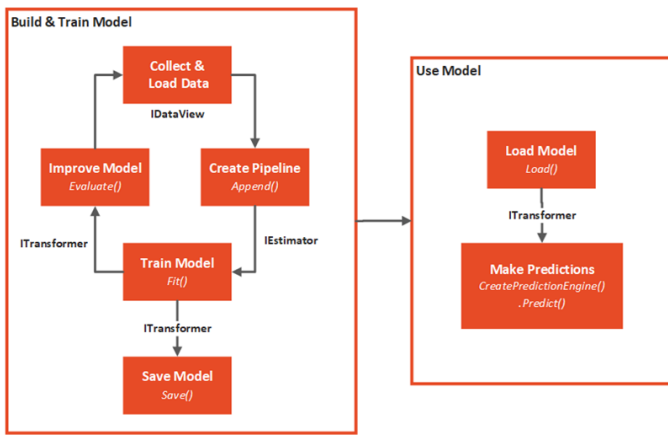 Build & Train Model
Collect &
Load Data
IDataView
Improve Model
Evaluate()
Create Pipeline
Append()
ITransformer
IEstimator
Train Model
Fit()
ITransformer
Save Model
Save()
Use Model
Load Model
Load()
ITransformer
Make Predictions
CreatePredictionEngine()
.Predict()